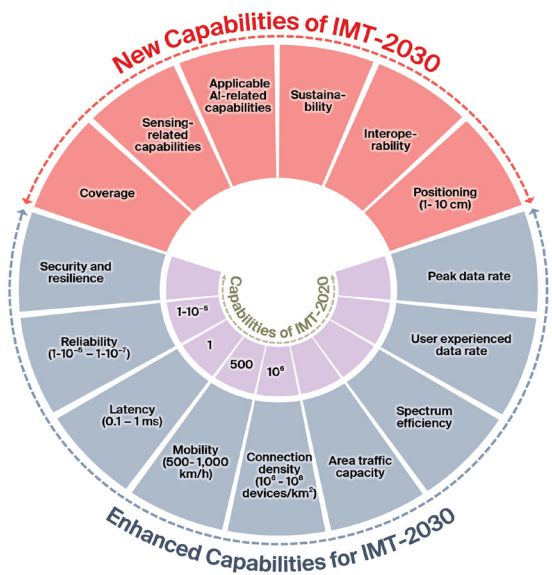 New Capabilities of IMT-2030
Applicable
AI-related
capabilities
Sustaina-
bility
Sensing-
related
capabilities
Interope-
rability
Coverage
Positioning
(1- 10 cm)
Capabilities of IMT-2020
Security and
resilience
Peak data rate
1-10⁻⁵
Reliability
(1-10⁻⁵ – 1-10⁻⁷)
1
User experienced
data rate
500
10⁶
Latency
(0.1 – 1 ms)
Spectrum
efficiency
Mobility
(500- 1,000
km/h)
Connection
density
(10⁶ - 10⁸
devices/km²)
Area traffic
capacity
Enhanced Capabilities for IMT-2030